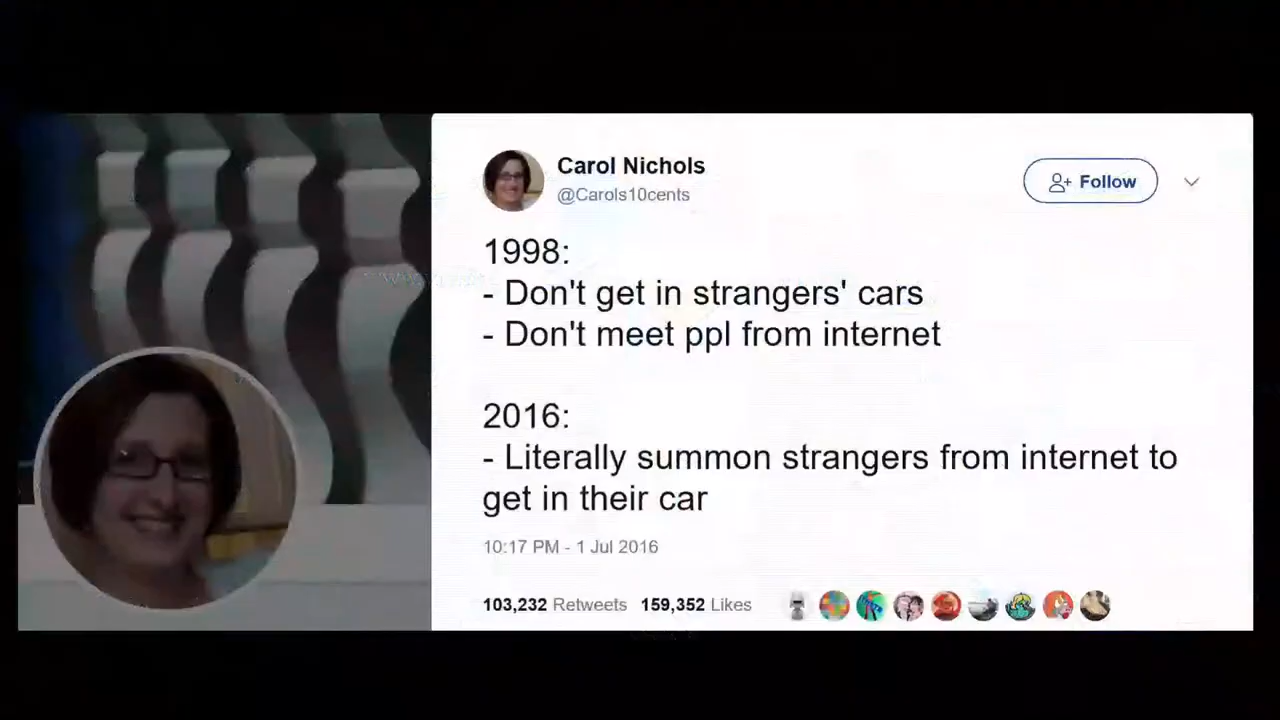 Carol Nichols
@Carols10cents
Follow
1998:
- Don't get in strangers' cars
- Don't meet ppl from internet
2016:
- Literally summon strangers from internet to
get in their car
10:17 PM - 1 Jul 2016
103,232 Retweets 159,352 Likes